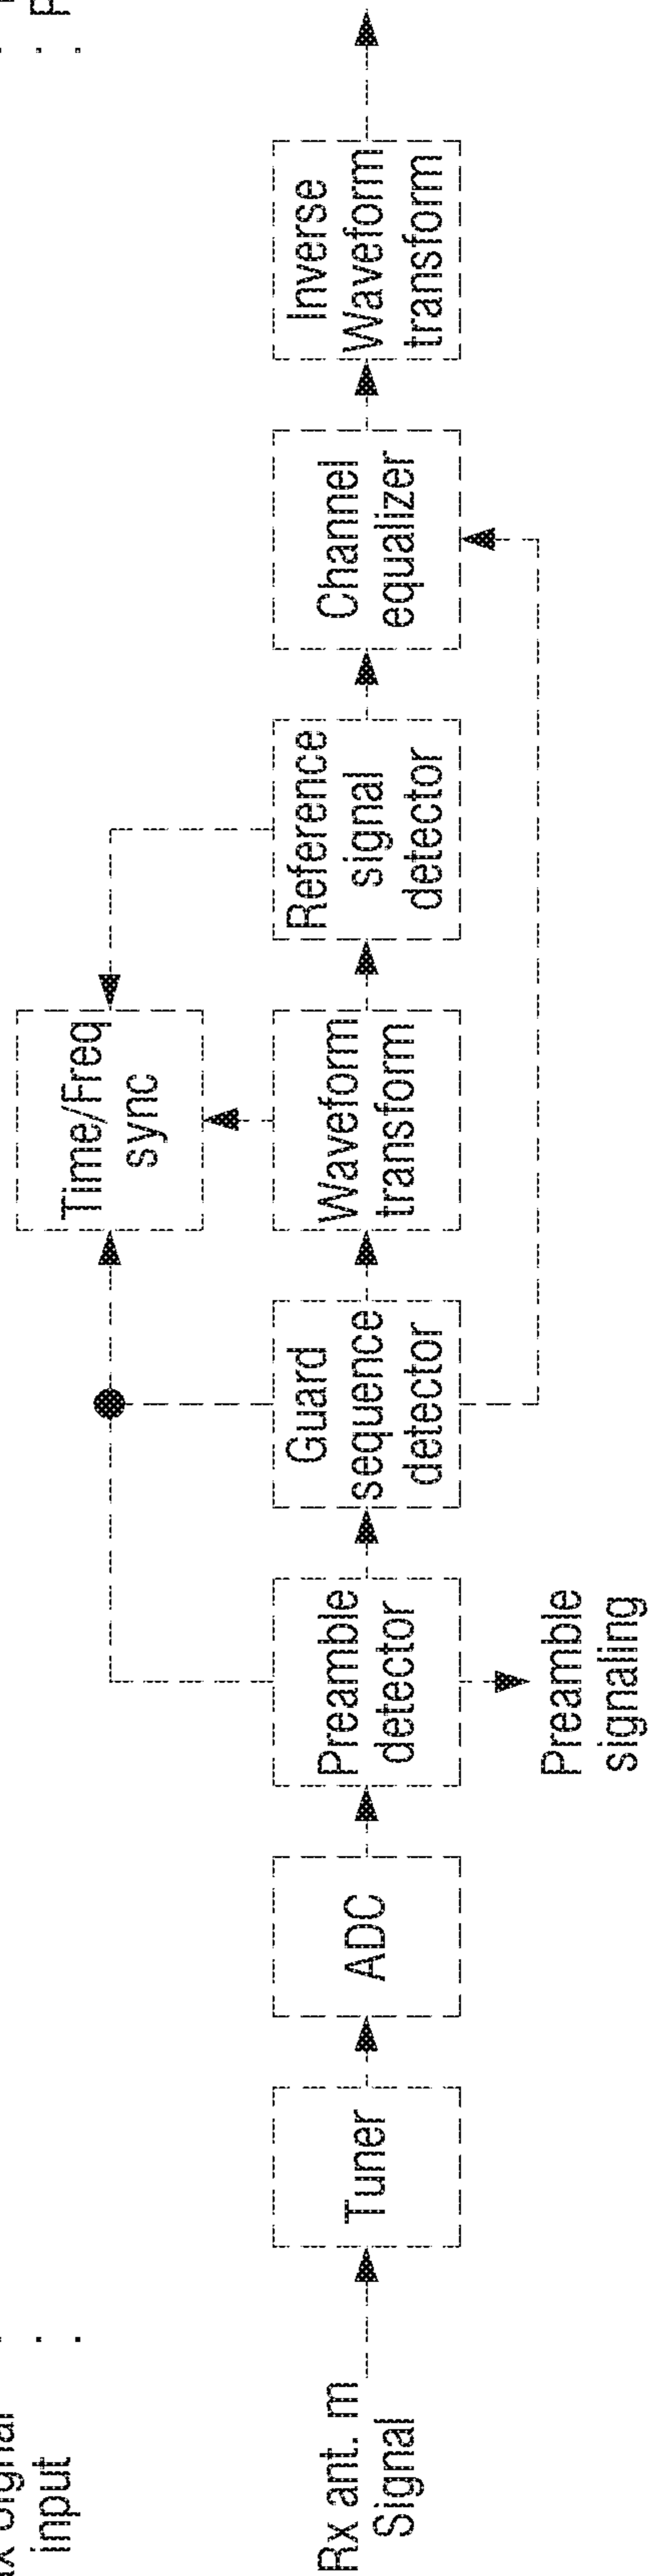 input
Time/Freq
sync
Rx ant. m
Signal
Tuner
ADC
Preamble
detector
Guard
sequence
detector
Waveform
transform
Reference
signal
detector
Channel
equalizer
Inverse
Waveform
transform
Preamble
signaling